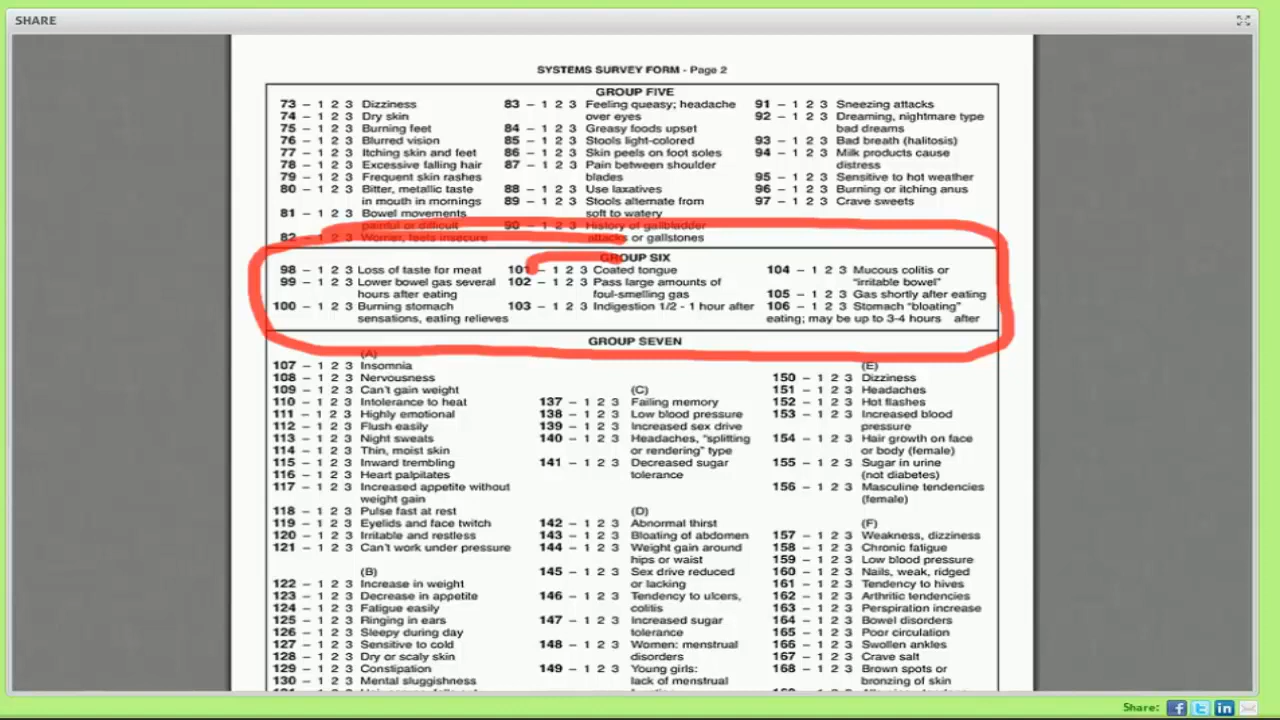 SHARE
SYSTEMS SURVEY FORM - Page 2
GROUP FIVE
73 – 1 2 3 Dizziness
74 – 1 2 3 Dry skin
75 – 1 2 3 Burning feet
76 – 1 2 3 Blurred vision
77 – 1 2 3 Itching skin and feet
78 – 1 2 3 Excessive falling hair
79 – 1 2 3 Frequent skin rashes
80 – 1 2 3 Bitter, metallic taste
in mouth in mornings
81 – 1 2 3 Bowel movements
painful or difficult
82 – 1 2 3 Worrier, feels insecure
83 – 1 2 3 Feeling queasy; headache
over eyes
84 – 1 2 3 Greasy foods upset
85 – 1 2 3 Stools light-colored
86 – 1 2 3 Skin peels on foot soles
87 – 1 2 3 Pain between shoulder
blades
88 – 1 2 3 Use laxatives
89 – 1 2 3 Stools alternate from
soft to watery
90 – 1 2 3 History of gallbladder
attacks or gallstones
91 – 1 2 3 Sneezing attacks
92 – 1 2 3 Dreaming, nightmare type
bad dreams
93 – 1 2 3 Bad breath (halitosis)
94 – 1 2 3 Milk products cause
distress
95 – 1 2 3 Sensitive to hot weather
96 – 1 2 3 Burning or itching anus
97 – 1 2 3 Crave sweets
GROUP SIX
98 – 1 2 3 Loss of taste for meat
99 – 1 2 3 Lower bowel gas several
hours after eating
100 – 1 2 3 Burning stomach
sensations, eating relieves
101 – 1 2 3 Coated tongue
102 – 1 2 3 Pass large amounts of
foul-smelling gas
103 – 1 2 3 Indigestion 1/2 - 1 hour after
104 – 1 2 3 Mucous colitis or
"irritable bowel"
105 – 1 2 3 Gas shortly after eating
106 – 1 2 3 Stomach "bloating"
eating; may be up to 3-4 hours after
GROUP SEVEN
(A)
107 – 1 2 3 Insomnia
108 – 1 2 3 Nervousness
109 – 1 2 3 Can't gain weight
110 – 1 2 3 Intolerance to heat
111 – 1 2 3 Highly emotional
112 – 1 2 3 Flush easily
113 – 1 2 3 Night sweats
114 – 1 2 3 Thin, moist skin
115 – 1 2 3 Inward trembling
116 – 1 2 3 Heart palpitates
117 – 1 2 3 Increased appetite without
weight gain
118 – 1 2 3 Pulse fast at rest
119 – 1 2 3 Eyelids and face twitch
120 – 1 2 3 Irritable and restless
121 – 1 2 3 Can't work under pressure
(B)
122 – 1 2 3 Increase in weight
123 – 1 2 3 Decrease in appetite
124 – 1 2 3 Fatigue easily
125 – 1 2 3 Ringing in ears
126 – 1 2 3 Sleepy during day
127 – 1 2 3 Sensitive to cold
128 – 1 2 3 Dry or scaly skin
129 – 1 2 3 Constipation
130 – 1 2 3 Mental sluggishness
(C)
137 – 1 2 3 Failing memory
138 – 1 2 3 Low blood pressure
139 – 1 2 3 Increased sex drive
140 – 1 2 3 Headaches, "splitting
or rendering" type
141 – 1 2 3 Decreased sugar
tolerance
(D)
142 – 1 2 3 Abnormal thirst
143 – 1 2 3 Bloating of abdomen
144 – 1 2 3 Weight gain around
hips or waist
145 – 1 2 3 Sex drive reduced
or lacking
146 – 1 2 3 Tendency to ulcers,
colitis
147 – 1 2 3 Increased sugar
tolerance
148 – 1 2 3 Women: menstrual
disorders
149 – 1 2 3 Young girls:
lack of menstrual
(E)
150 – 1 2 3 Dizziness
151 – 1 2 3 Headaches
152 – 1 2 3 Hot flashes
153 – 1 2 3 Increased blood
pressure
154 – 1 2 3 Hair growth on face
or body (female)
155 – 1 2 3 Sugar in urine
(not diabetes)
156 – 1 2 3 Masculine tendencies
(female)
(F)
157 – 1 2 3 Weakness, dizziness
158 – 1 2 3 Chronic fatigue
159 – 1 2 3 Low blood pressure
160 – 1 2 3 Nails, weak, ridged
161 – 1 2 3 Tendency to hives
162 – 1 2 3 Arthritic tendencies
163 – 1 2 3 Perspiration increase
164 – 1 2 3 Bowel disorders
165 – 1 2 3 Poor circulation
166 – 1 2 3 Swollen ankles
167 – 1 2 3 Crave salt
168 – 1 2 3 Brown spots or
bronzing of skin
Share: